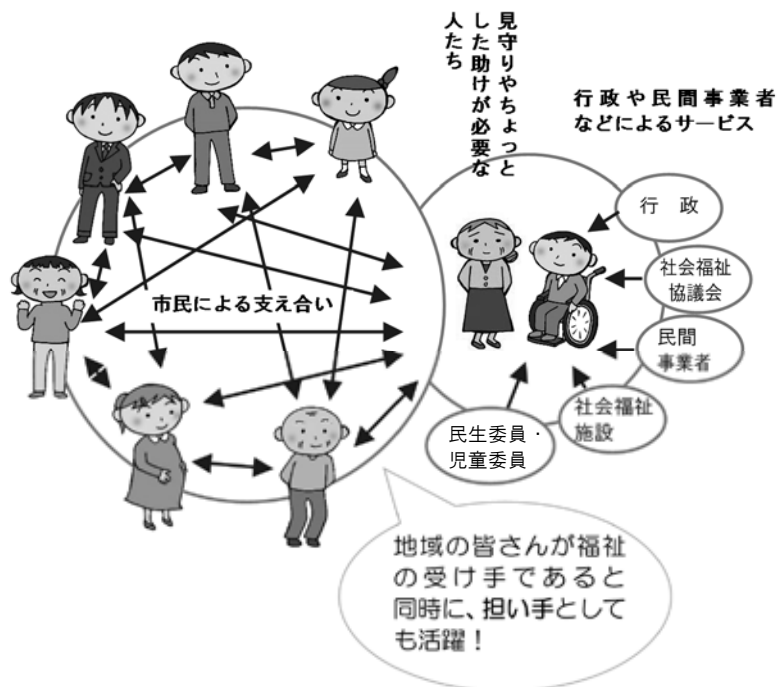 見守りやちょっと
した助けが必要な
人たち
行政や民間事業者
などによるサービス
行政
社会福祉
協議会
民間
事業者
社会福祉
施設
民生委員・
児童委員
市民による支え合い
地域の皆さんが福祉
の受け手であると
同時に、担い手として
も活躍！